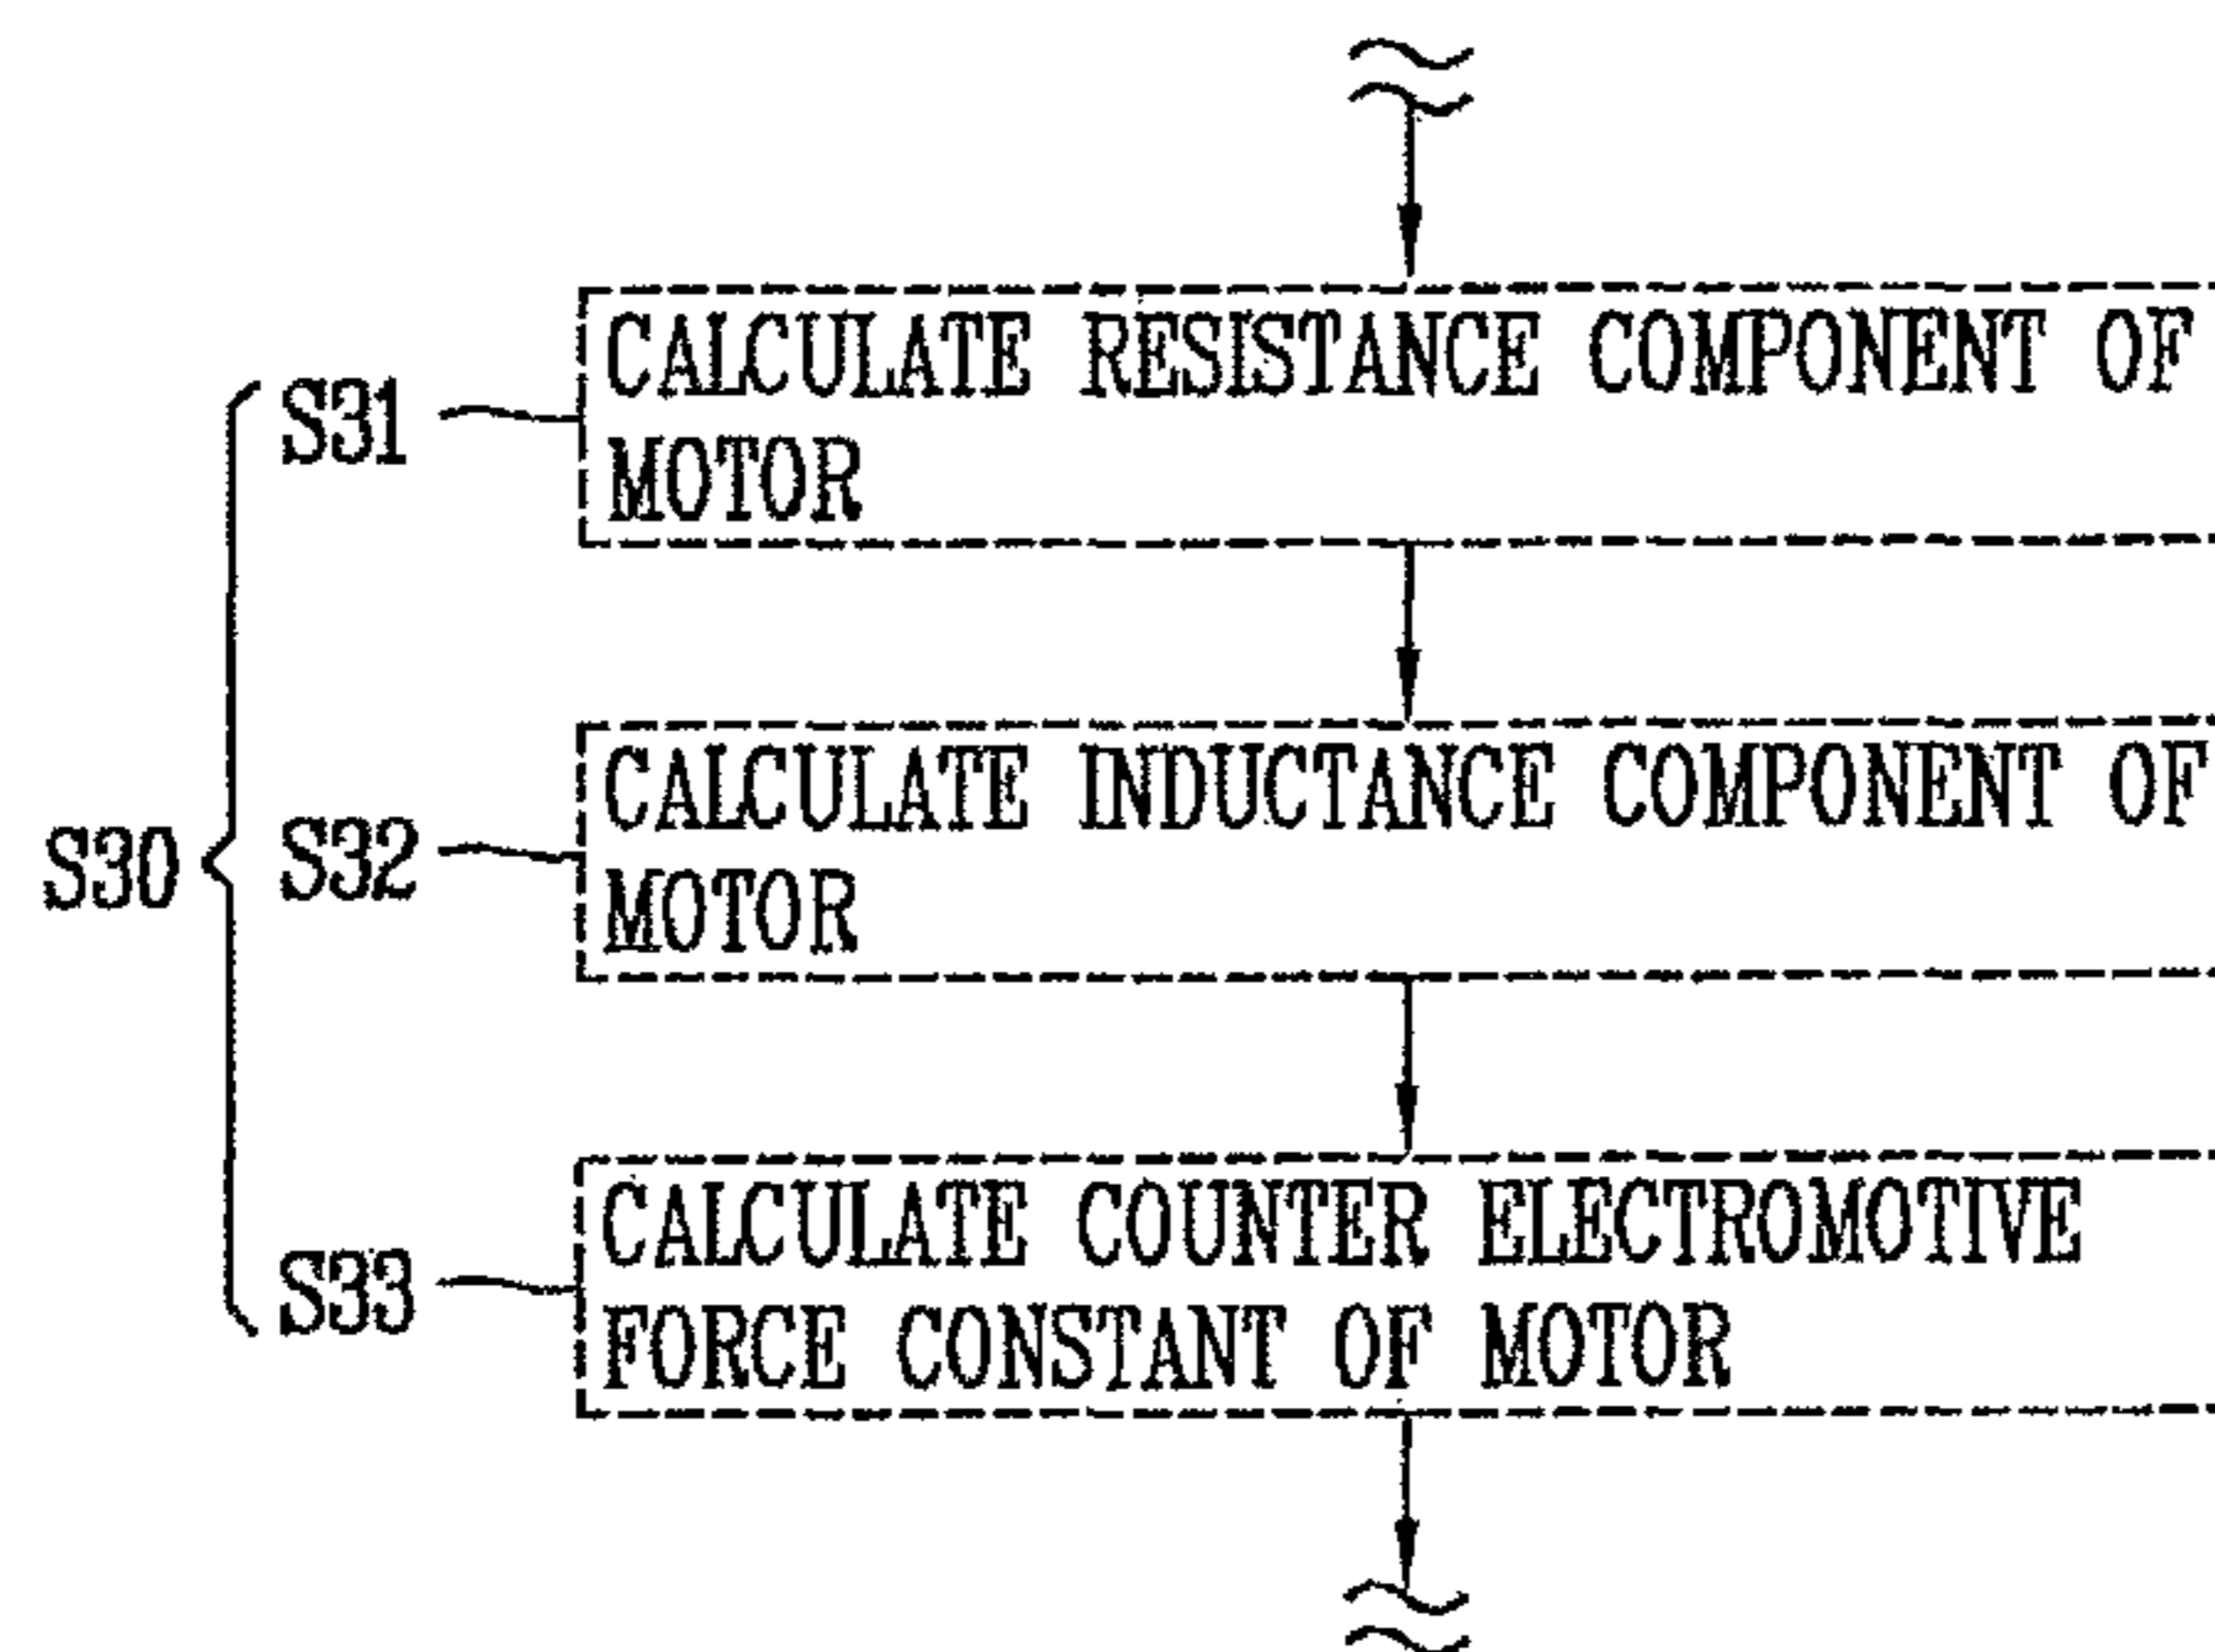 CALCULATE RESISTANCE COMPONENT OF
S31
MOTOR
CALCULATE INDUCTANCE COMPONENT OF
S30
S32
MOTOR
CALCULATE COUNTER ELECTROMOTIVE
S33
FORCE CONSTANT OF MOTOR